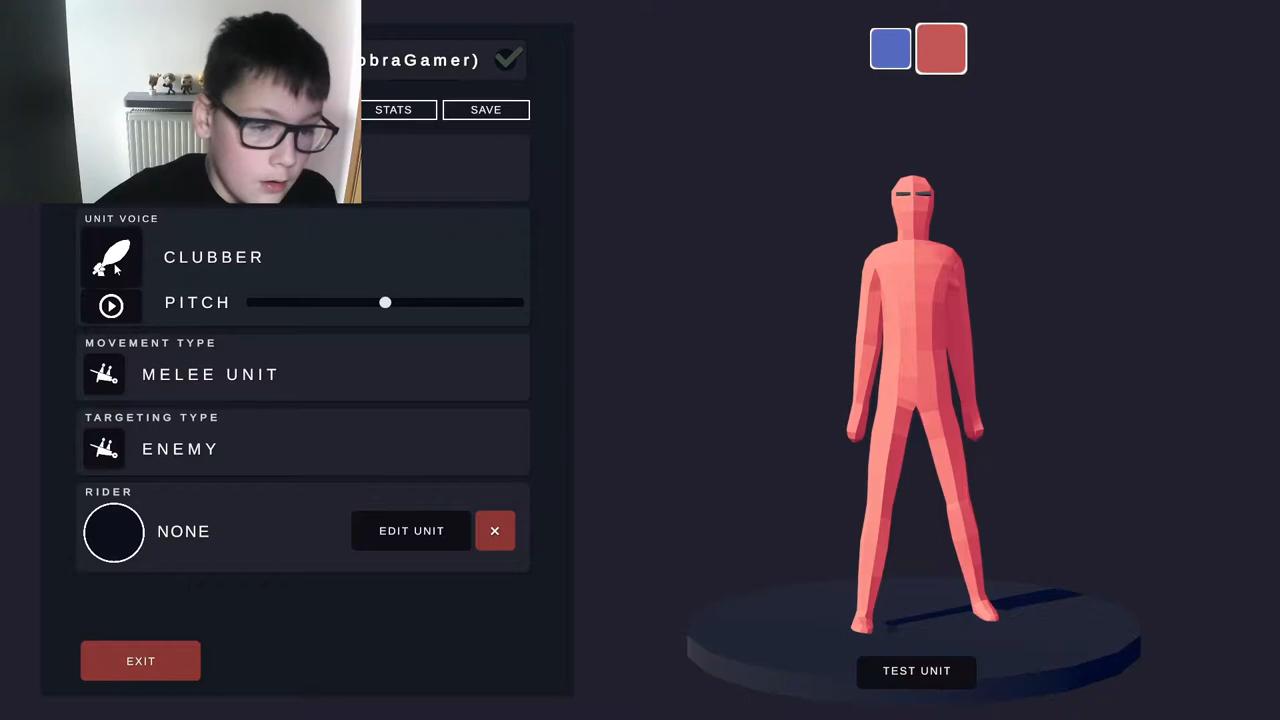 obraGamer)
STATS
SAVE
UNIT VOICE
CLUBBER
PITCH
MOVEMENT TYPE
MELEE UNIT
TARGETING TYPE
ENEMY
RIDER
NONE
EDIT UNIT
×
EXIT
TEST UNIT